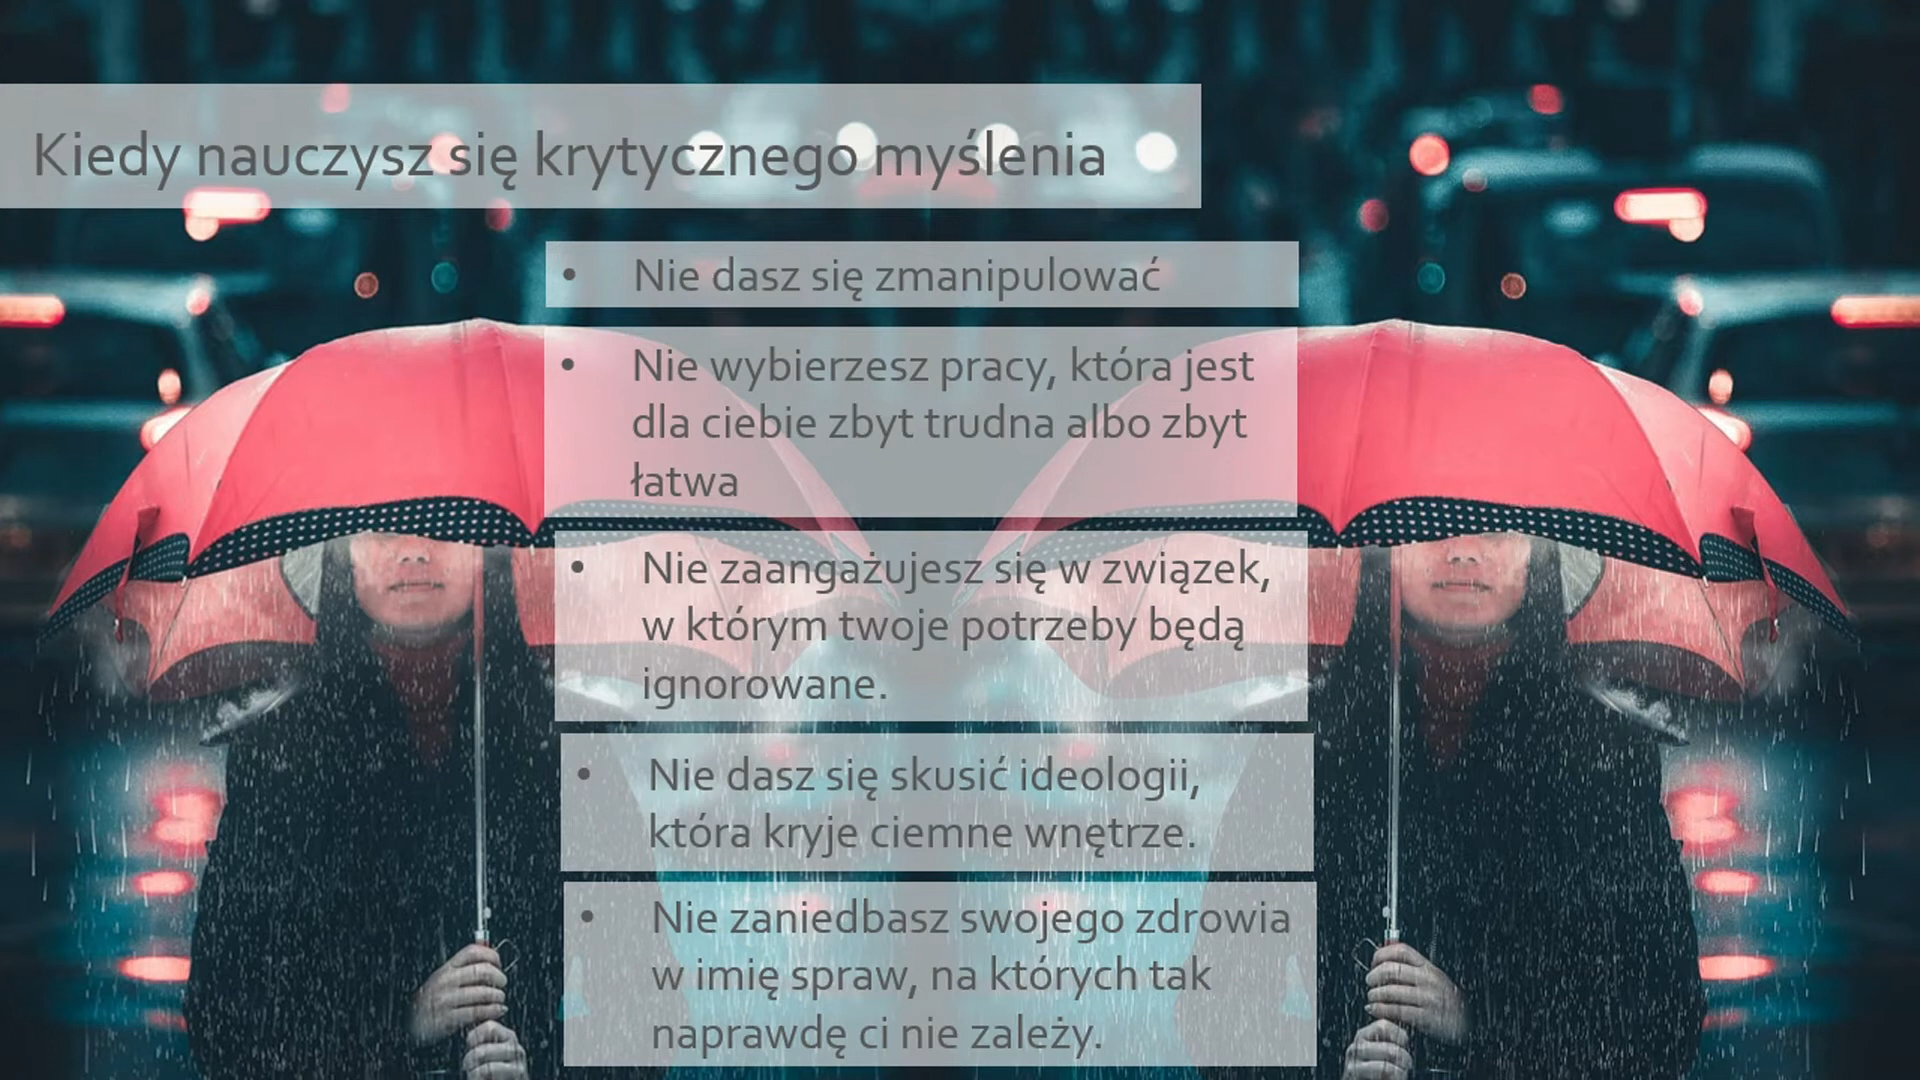 Kiedy nauczysz się krytycznego myślenia
• Nie dasz się zmanipulować
• Nie wybierzesz pracy, która jest
dla ciebie zbyt trudna albo zbyt
łatwa
• Nie zaangażujesz się w związek,
w którym twoje potrzeby będą
ignorowane.
• Nie dasz się skusić ideologii,
która kryje ciemne wnętrze.
• Nie zaniedbasz swojego zdrowia
w imię spraw, na których tak
naprawdę ci nie zależy.